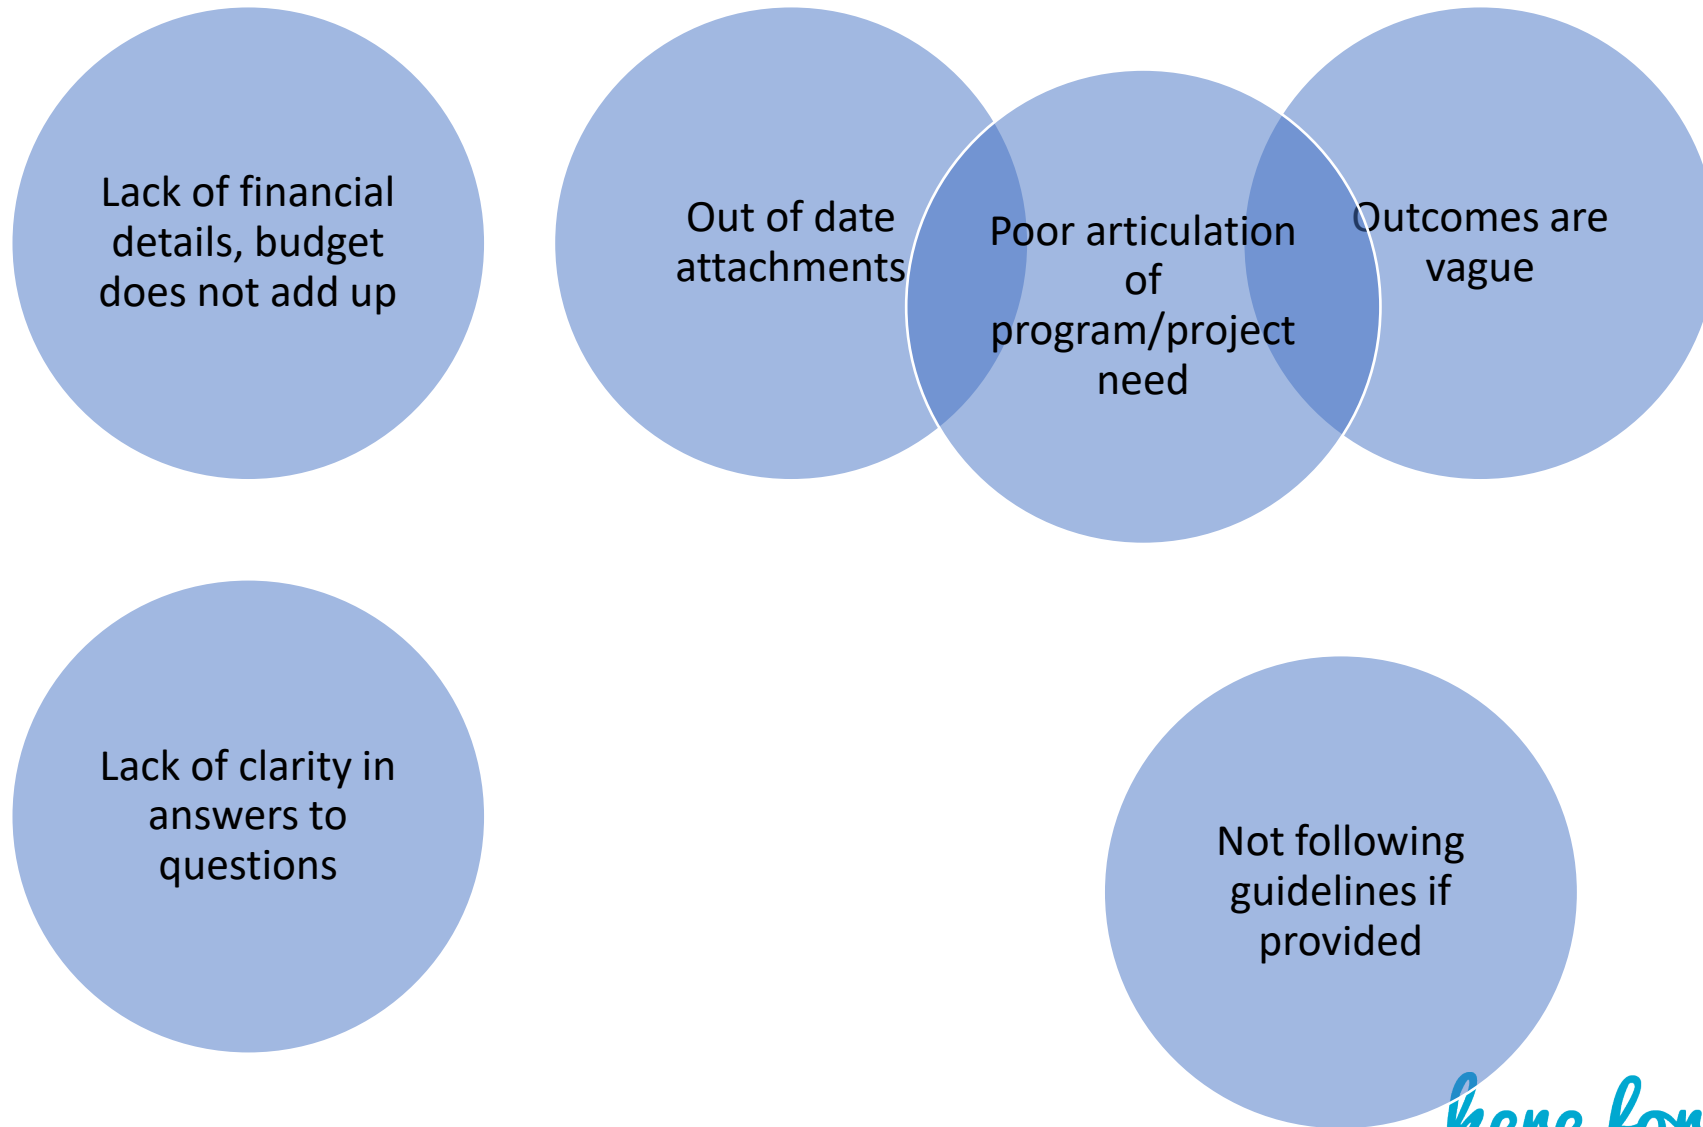 Lack of financial
details, budget
does not add up
Out of date
attachments
Poor articulation
of
program/project
need
Outcomes are
vague
Lack of clarity in
answers to
questions
Not following
guidelines if
provided